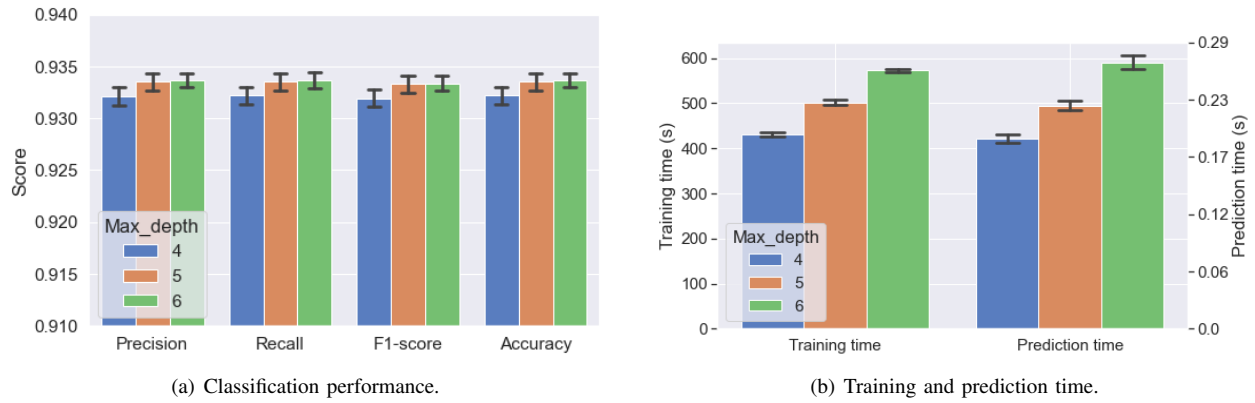 0.940
0.935
0.930
0.925
0.920
0.915
0.910
Score
Max_depth
4
5
6
Precision Recall F1-score Accuracy
(a) Classification performance.
600
500
400
300
200
100
0
Training time (s)
Max_depth
4
5
6
Training time Prediction time
0.29
0.23
0.17
0.12
0.06
0.0
Prediction time (s)
(b) Training and prediction time.